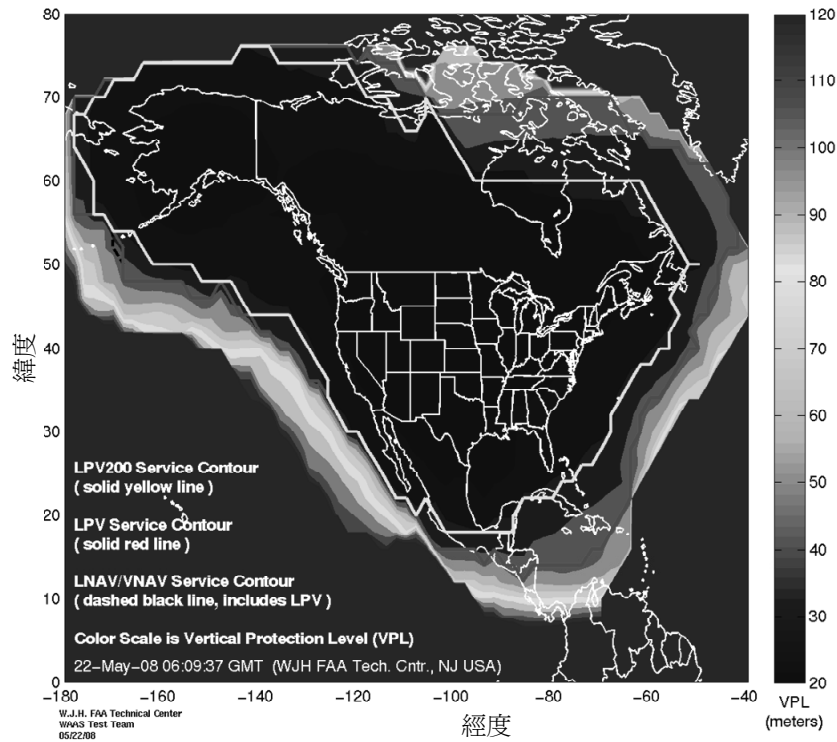 80
70
60
50
40
30
20
10
0
緯度
LPV200 Service Contour
( solid yellow line )
LPV Service Contour
( solid red line )
LNAV/VNAV Service Contour
( dashed black line, includes LPV )
Color Scale is Vertical Protection Level (VPL)
22-May-08 06:09:37 GMT (WJH FAA Tech. Cntr., NJ USA)
-180
-160
-140
-120
-100
-80
-60
-40
經度
W.J.H. FAA Technical Center
WAAS Test Team
05/22/08
120
110
100
90
80
70
60
50
40
30
20
VPL
(meters)